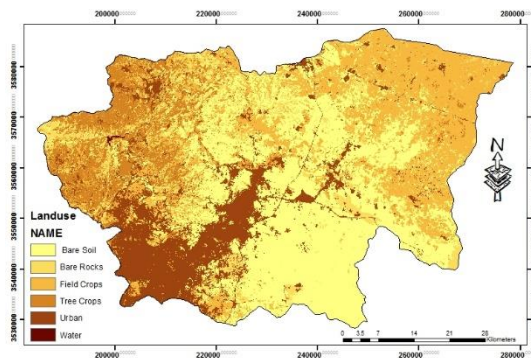 200000 220000 240000 260000 280000
3580000
3570000
3560000
3550000
3540000
3530000
N
Landuse
NAME
Bare Soil
Bare Rocks
Field Crops
Tree Crops
Urban
Water
0 3.5 7 14 21 28
Kilometers
200000 220000 240000 260000 280000